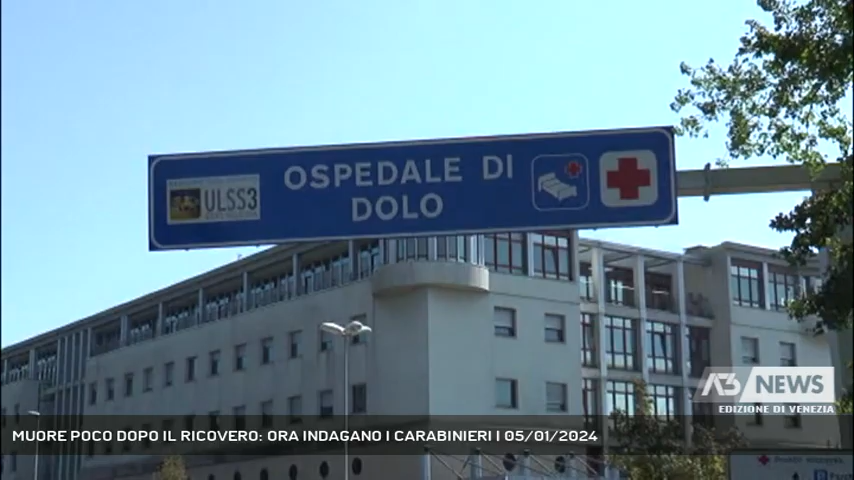 OSPEDALE DI
DOLO
ULSS3
A3 NEWS
EDIZIONE DI VENEZIA
MUORE POCO DOPO IL RICOVERO: ORA INDAGANO I CARABINIERI | 05/01/2024